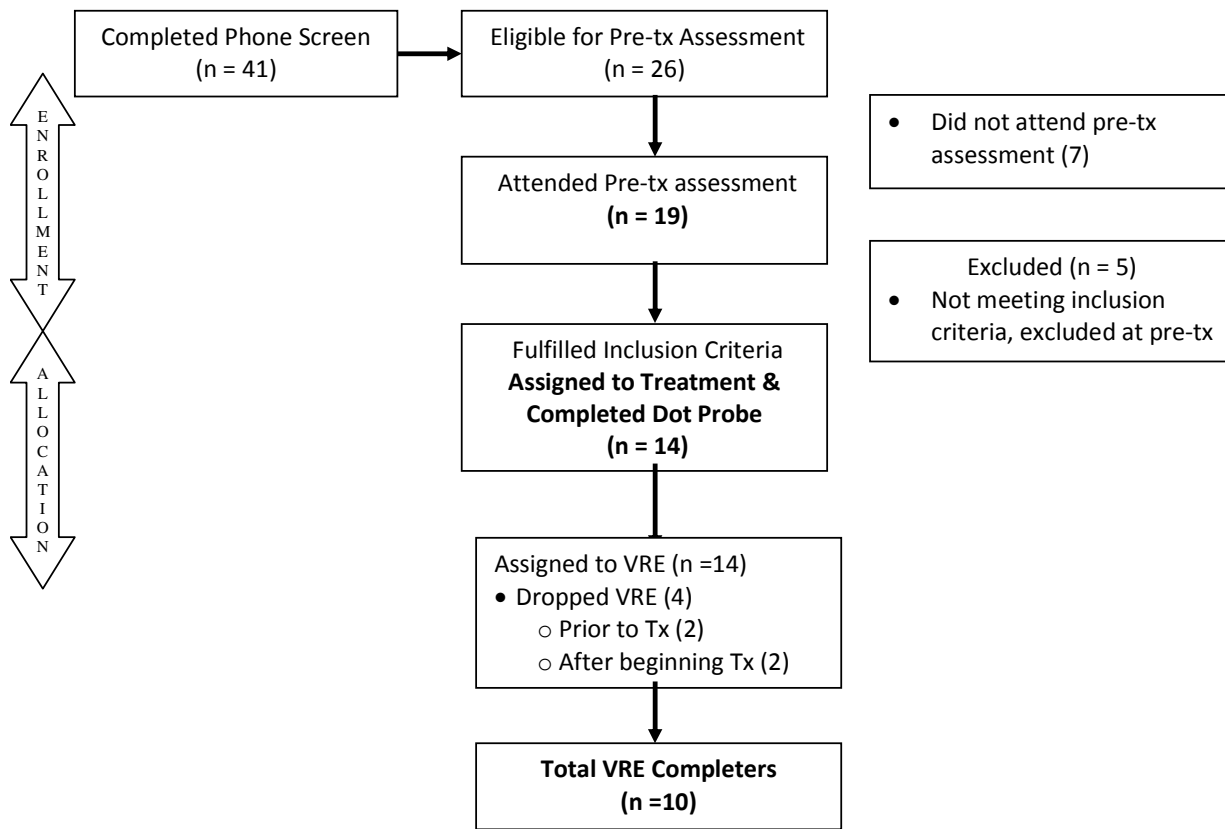 Completed Phone Screen
(n = 41)
Eligible for Pre-tx Assessment
(n = 26)
ENROLLMENT
• Did not attend pre-tx
assessment (7)
Attended Pre-tx assessment
(n = 19)
Excluded (n = 5)
• Not meeting inclusion
criteria, excluded at pre-tx
Fulfilled Inclusion Criteria
Assigned to Treatment &
Completed Dot Probe
(n = 14)
ALLOCATION
Assigned to VRE (n =14)
• Dropped VRE (4)
o Prior to Tx (2)
o After beginning Tx (2)
Total VRE Completers
(n =10)